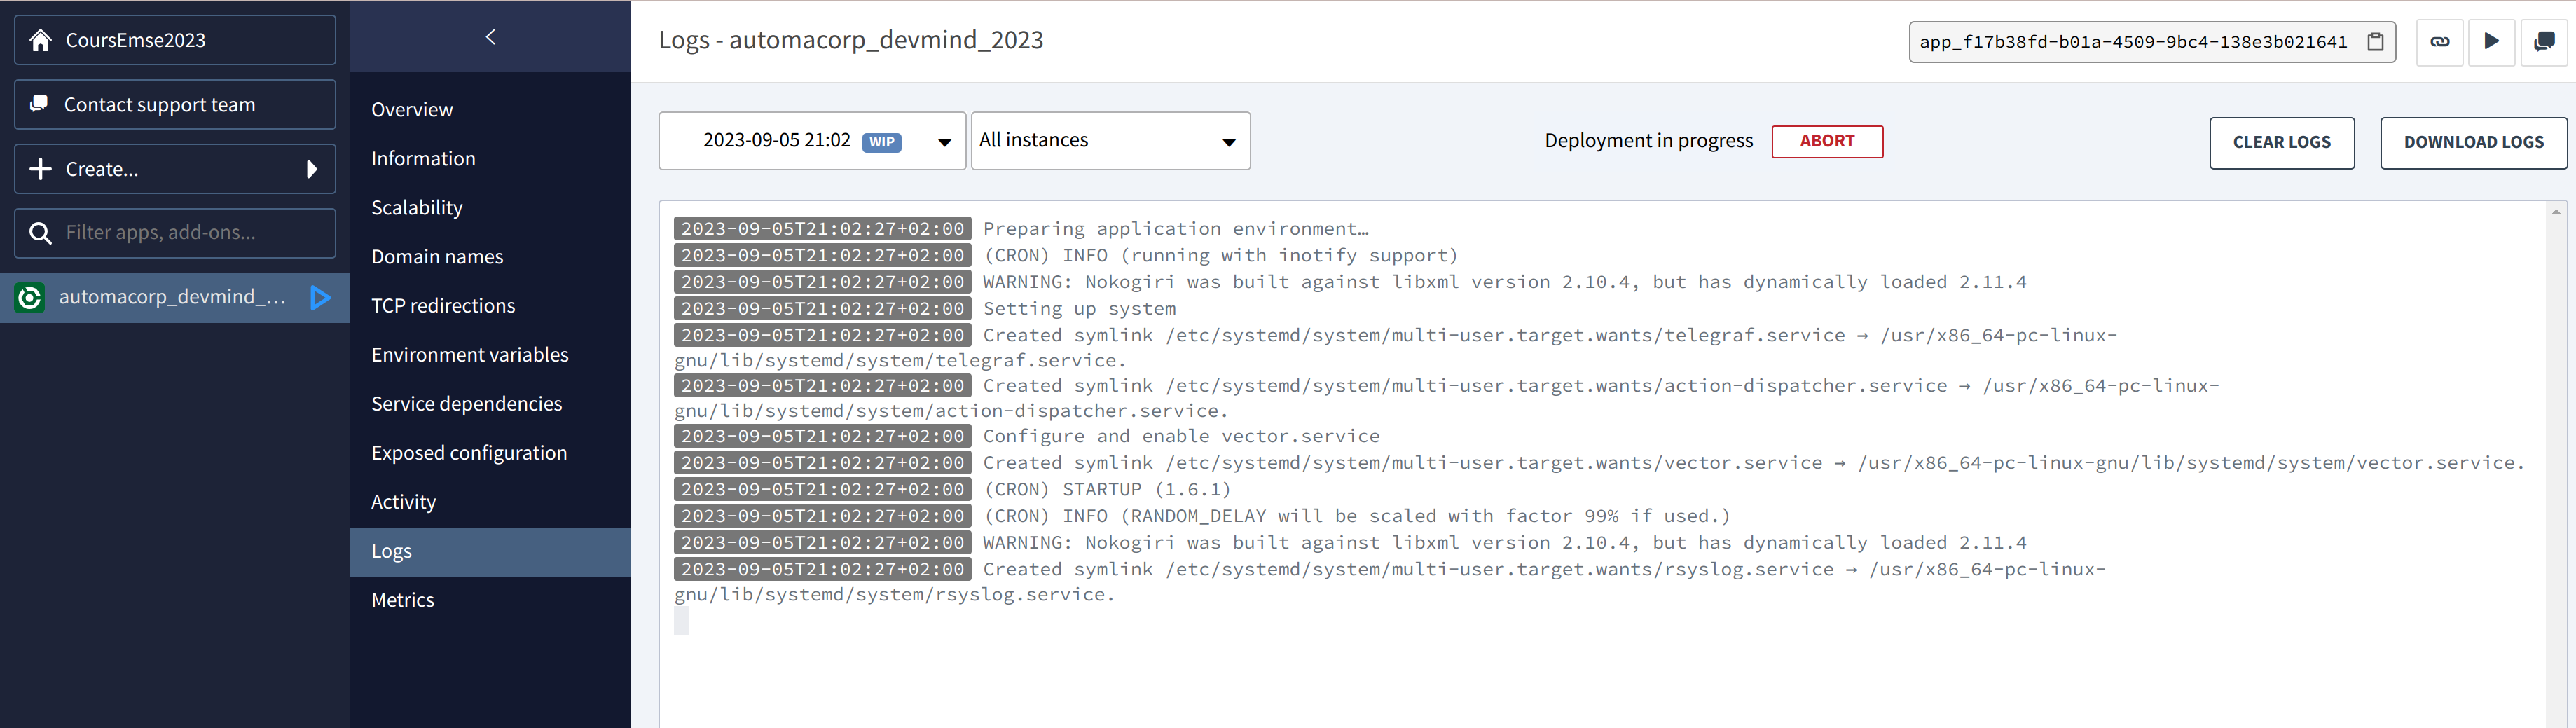 CoursEmse2023
Contact support team
Create...
Filter apps, add-ons...
automacorp_devmind_...
Overview
Information
Scalability
Domain names
TCP redirections
Environment variables
Service dependencies
Exposed configuration
Activity
Logs
Metrics
Logs - automacorp_devmind_2023
app_f17b38fd-b01a-4509-9bc4-138e3b021641
2023-09-05 21:02 WIP
All instances
Deployment in progress
ABORT
CLEAR LOGS
DOWNLOAD LOGS
2023-09-05T21:02:27+02:00 Preparing application environment…
2023-09-05T21:02:27+02:00 (CRON) INFO (running with inotify support)
2023-09-05T21:02:27+02:00 WARNING: Nokogiri was built against libxml version 2.10.4, but has dynamically loaded 2.11.4
2023-09-05T21:02:27+02:00 Setting up system
2023-09-05T21:02:27+02:00 Created symlink /etc/systemd/system/multi-user.target.wants/telegraf.service → /usr/x86_64-pc-linux-
gnu/lib/systemd/system/telegraf.service.
2023-09-05T21:02:27+02:00 Created symlink /etc/systemd/system/multi-user.target.wants/action-dispatcher.service → /usr/x86_64-pc-linux-
gnu/lib/systemd/system/action-dispatcher.service.
2023-09-05T21:02:27+02:00 Configure and enable vector.service
2023-09-05T21:02:27+02:00 Created symlink /etc/systemd/system/multi-user.target.wants/vector.service → /usr/x86_64-pc-linux-gnu/lib/systemd/system/vector.service.
2023-09-05T21:02:27+02:00 (CRON) STARTUP (1.6.1)
2023-09-05T21:02:27+02:00 (CRON) INFO (RANDOM_DELAY will be scaled with factor 99% if used.)
2023-09-05T21:02:27+02:00 WARNING: Nokogiri was built against libxml version 2.10.4, but has dynamically loaded 2.11.4
2023-09-05T21:02:27+02:00 Created symlink /etc/systemd/system/multi-user.target.wants/rsyslog.service → /usr/x86_64-pc-linux-
gnu/lib/systemd/system/rsyslog.service.